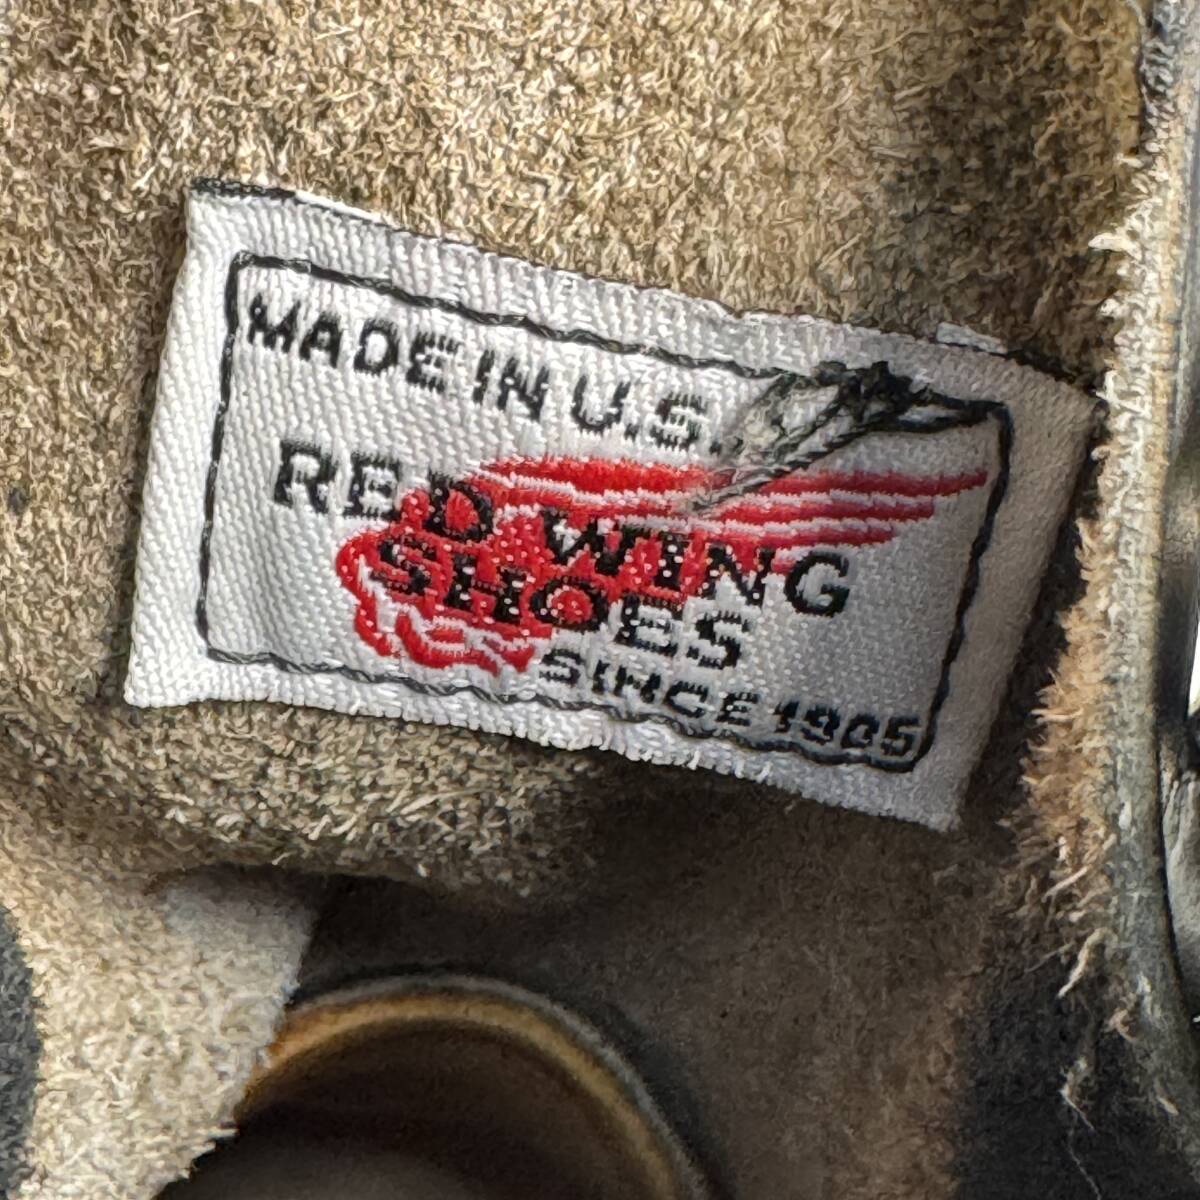 MADE IN U.S.
RED WING
SHOES
SINCE 1905